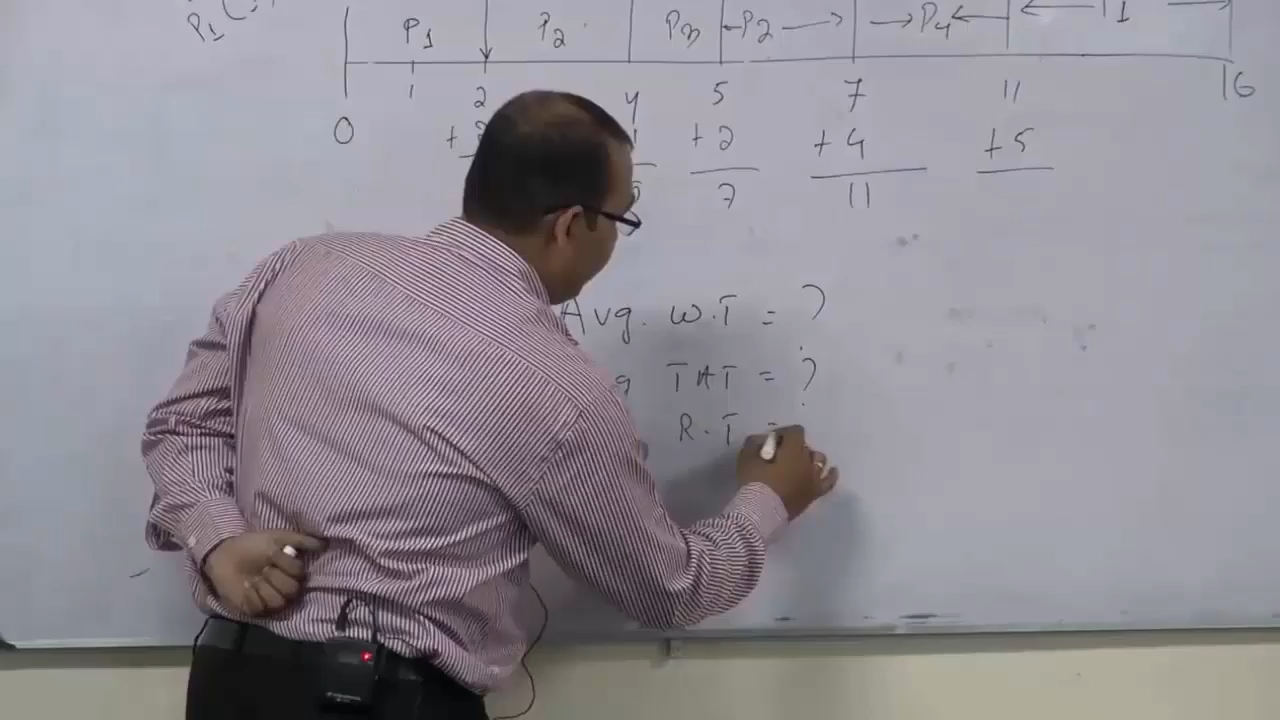 P1
P1 P2 P3 P2 P4
0 1 2 4 5 7 11 16
+ +2 +4 +5
7 11
Avg. W.T = ?
TAT = ?
R.T =